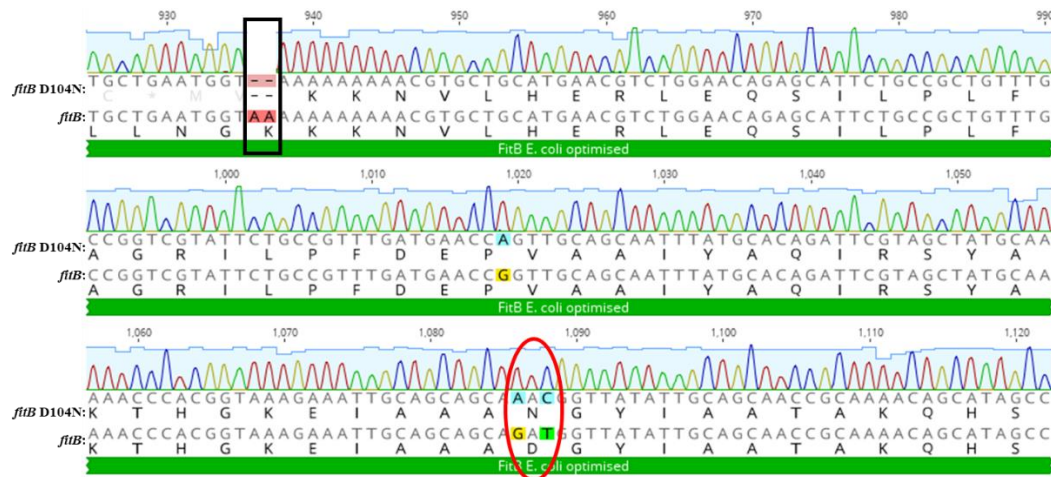 930 940 950 960 970 980 990
fitB D104N: TGCTGAATGGT--AAAAAAAAACGTGCTGCATGAACGTCTGGAACAGAGCATTCTGCCGCTGTTTG
C * M V -- K K N V L H E R L E Q S I L P L F
fitB: TGCTGAATGGTAAAAAAAAAAACGTGCTGCATGAACGTCTGGAACAGAGCATTCTGCCGCTGTTTG
L L N G K K K N V L H E R L E Q S I L P L F
FitB E. coli optimised
1,000 1,010 1,020 1,030 1,040 1,050
fitB D104N: CCGGTCGTATTCTGCCGTTTGATGAACCAGTTGCAGCAATTTATGCACAGATTCGTAGCTATGCAA
A G R I L P F D E P V A A I Y A Q I R S Y A
fitB: CCGGTCGTATTCTGCCGTTTGATGAACCGGTTGCAGCAATTTATGCACAGATTCGTAGCTATGCAA
A G R I L P F D E P V A A I Y A Q I R S Y A
FitB E. coli optimised
1,060 1,070 1,080 1,090 1,100 1,110 1,120
fitB D104N: AAACCCACGGTAAAGAAATTGCAGCAGCAAACGGTTATATTGCAGCAACCGCAAAACAGCATAGCC
K T H G K E I A A A N G Y I A A T A K Q H S
fitB: AAACCCACGGTAAAGAAATTGCAGCAGCAGATGGTTATATTGCAGCAACCGCAAAACAGCATAGCC
K T H G K E I A A A D G Y I A A T A K Q H S
FitB E. coli optimised